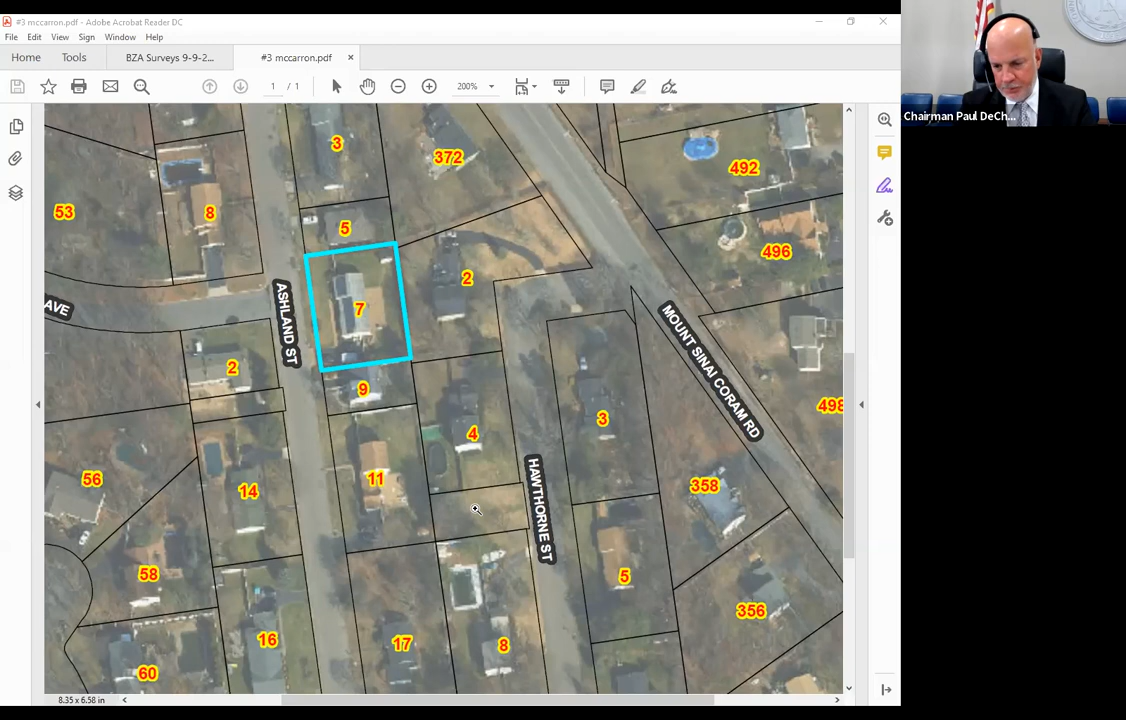 #3 mccarron.pdf - Adobe Acrobat Reader DC
File Edit View Sign Window Help
Home Tools BZA Surveys 9-9-2... #3 mccarron.pdf ×
1 / 1 200%
Chairman Paul DeCh...
3
372
492
53
8
5
496
2
7
AVE
ASHLAND ST
MOUNT SINAI CORAM RD
2
9
498
3
4
56
11
14
HAWTHORNE ST
358
58
5
356
16
17
8
60
8.35 x 6.58 in